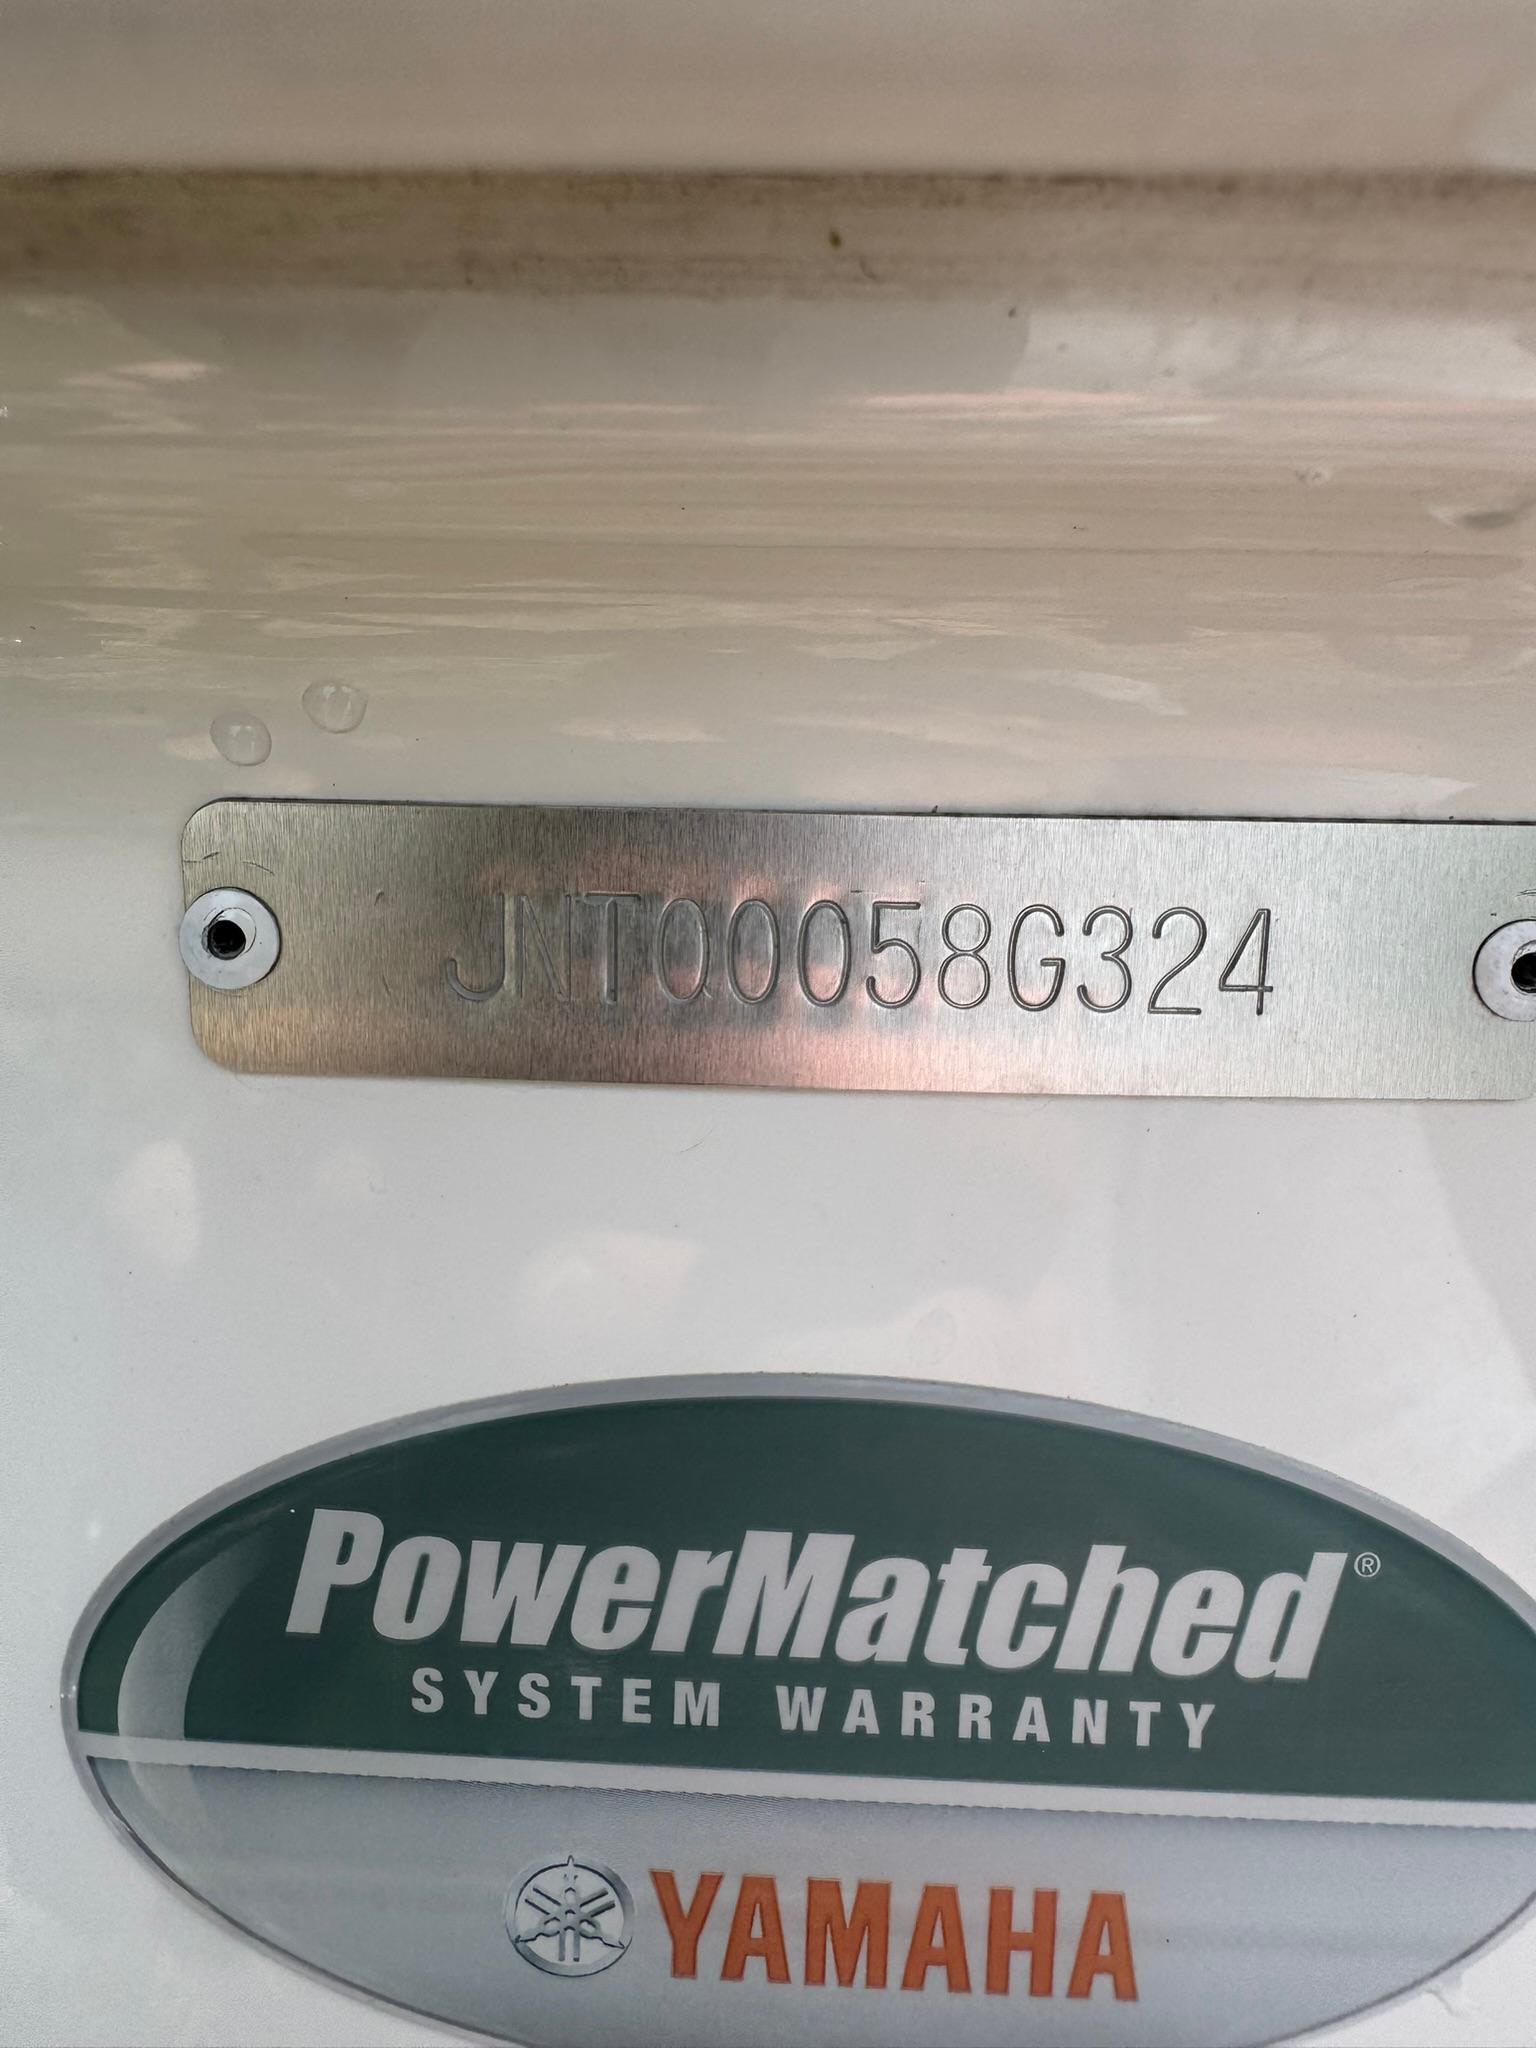 JNTQ0058G324
PowerMatched®
SYSTEM WARRANTY
YAMAHA